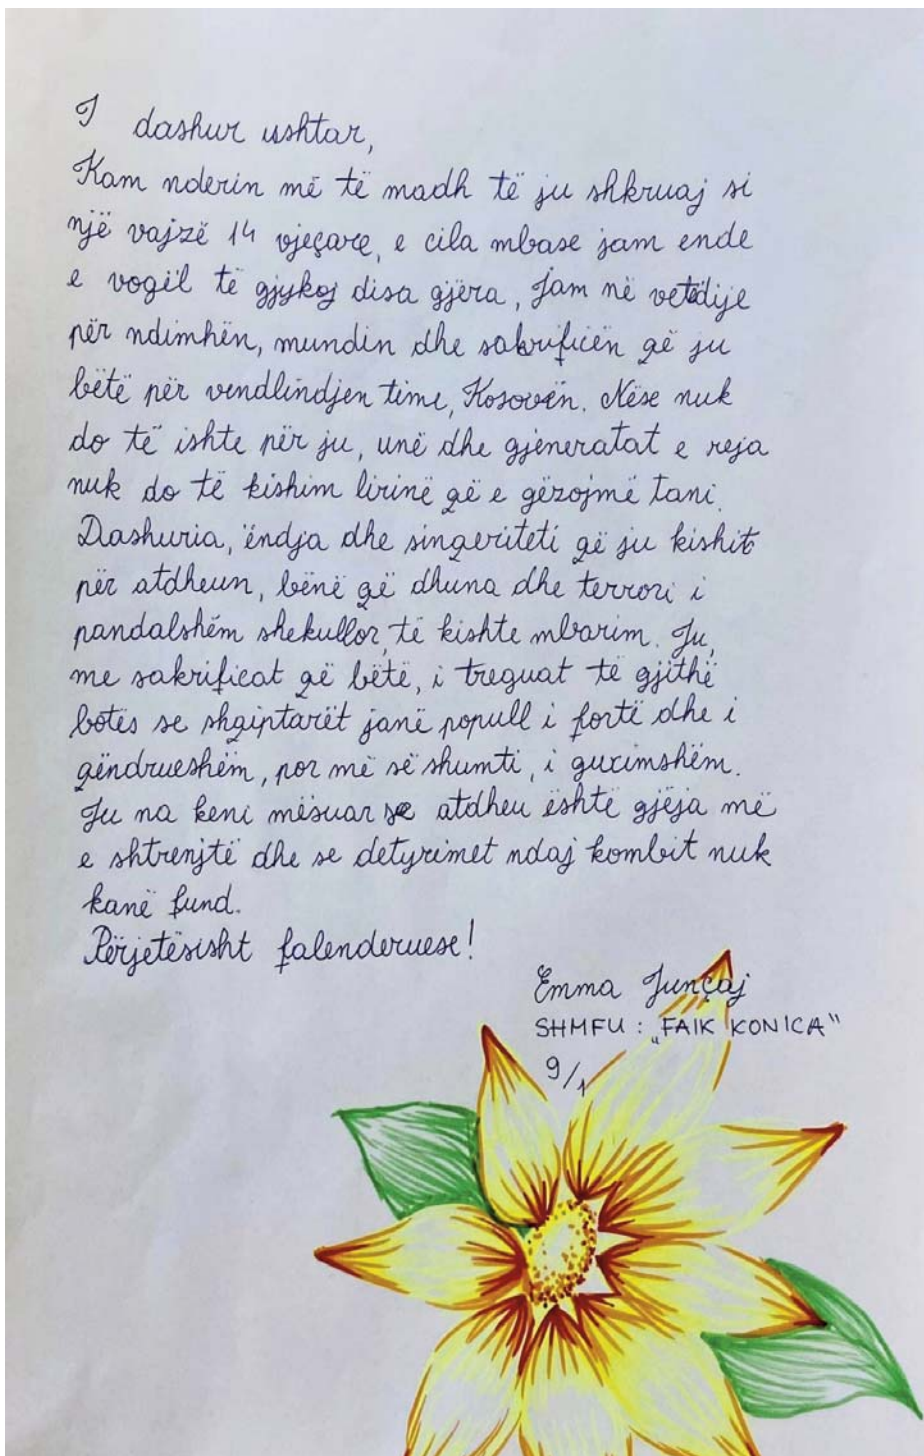 I dashur ushtar,
Kam nderin më të madh të ju shkruaj si
një vajzë 14 vjeçare, e cila mbase jam ende
e vogël të gjykoj disa gjëra, Jam në vetëdije
për ndimhën, mundin dhe sakrificën që ju
bëtë për vendlindjen time, Kosovën. Nëse nuk
do të ishte për ju, unë dhe gjeneratat e reja
nuk do të kishim lirinë që e gëzojmë tani.
Dashuria, ëndja dhe singeriteti që ju kishit
për atdheun, bënë që dhuna dhe terrori i
pandalshëm shekullor, të kishte mbarim. Ju,
me sakrificat që bëtë, i treguat të gjithë
botës se shqiptarët janë popull i fortë dhe i
qëndrueshëm, por më së shumti, i guximshëm.
Ju na keni mësuar se atdheu është gjëja më
e shtrenjtë dhe se detyrimet ndaj kombit nuk
kanë fund.
Përjetësisht falenderuese!
Emma Junçaj
SHMFU: „FAIK KONICA"
9/1